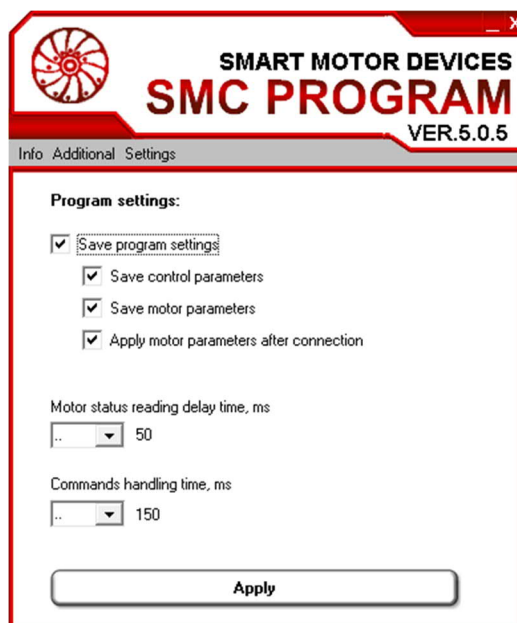 _ X
SMART MOTOR DEVICES
SMC PROGRAM
VER.5.0.5
Info Additional Settings
Program settings:
Save program settings
Save control parameters
Save motor parameters
Apply motor parameters after connection
Motor status reading delay time, ms
.. 50
Commands handling time, ms
.. 150
Apply